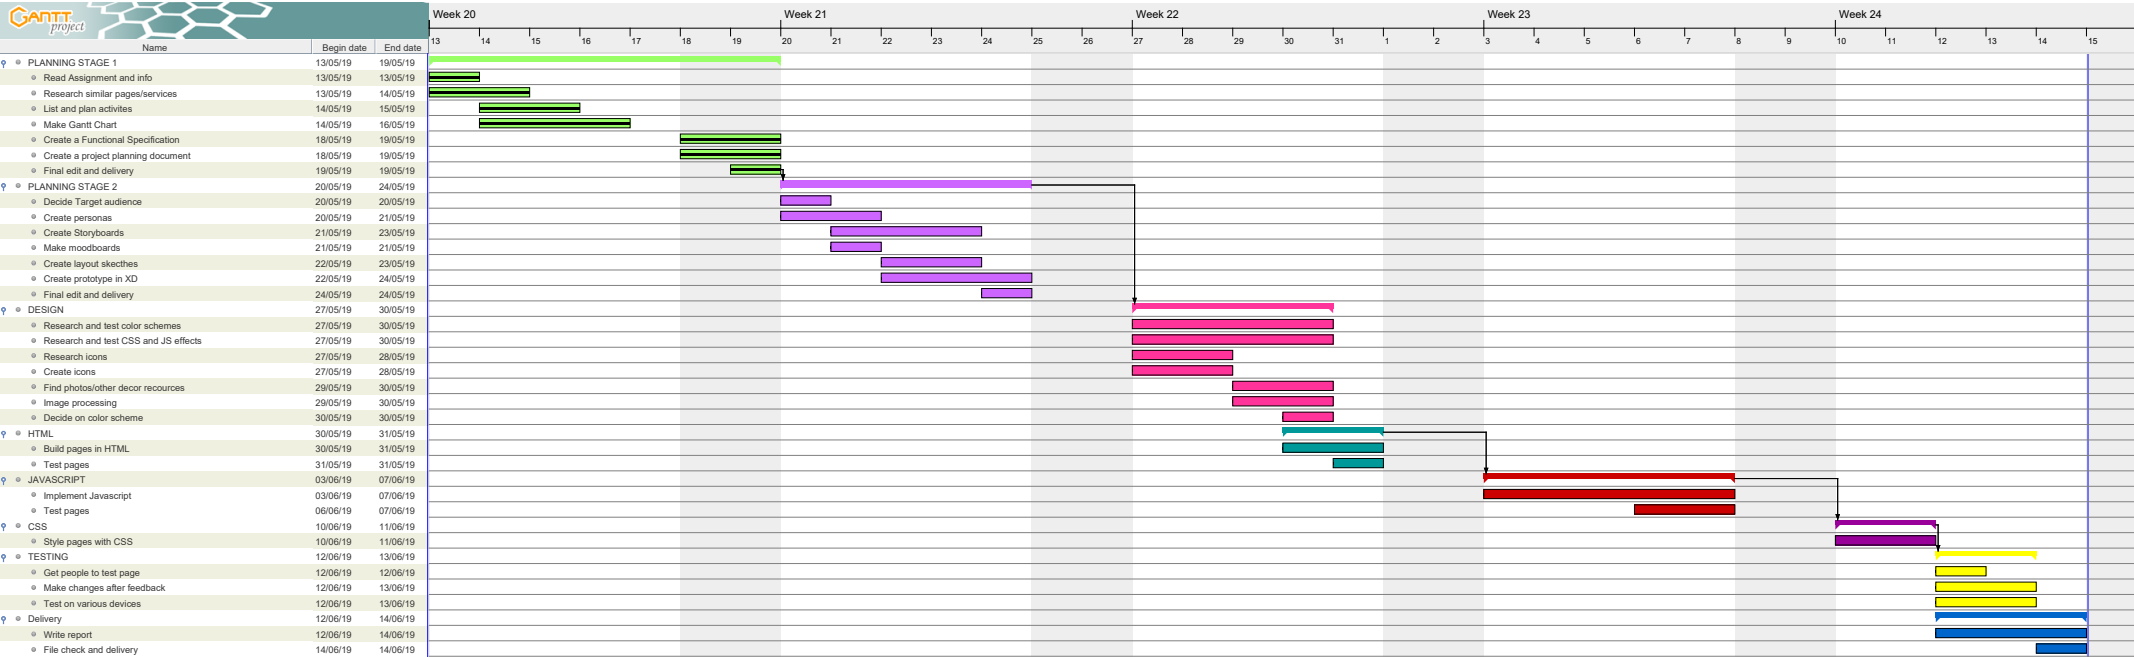 GANTT project
Week 20 Week 21 Week 22 Week 23 Week 24
13 14 15 16 17 18 19 20 21 22 23 24 25 26 27 28 29 30 31 1 2 3 4 5 6 7 8 9 10 11 12 13 14 15
Name Begin date End date
PLANNING STAGE 1 13/05/19 19/05/19
Read Assignment and info 13/05/19 13/05/19
Research similar pages/services 13/05/19 14/05/19
List and plan activites 14/05/19 15/05/19
Make Gantt Chart 14/05/19 16/05/19
Create a Functional Specification 18/05/19 19/05/19
Create a project planning document 18/05/19 19/05/19
Final edit and delivery 19/05/19 19/05/19
PLANNING STAGE 2 20/05/19 24/05/19
Decide Target audience 20/05/19 20/05/19
Create personas 20/05/19 21/05/19
Create Storyboards 21/05/19 23/05/19
Make moodboards 21/05/19 21/05/19
Create layout skecthes 22/05/19 23/05/19
Create prototype in XD 22/05/19 24/05/19
Final edit and delivery 24/05/19 24/05/19
DESIGN 27/05/19 30/05/19
Research and test color schemes 27/05/19 30/05/19
Research and test CSS and JS effects 27/05/19 30/05/19
Research icons 27/05/19 28/05/19
Create icons 27/05/19 28/05/19
Find photos/other decor recources 29/05/19 30/05/19
Image processing 29/05/19 30/05/19
Decide on color scheme 30/05/19 30/05/19
HTML 30/05/19 31/05/19
Build pages in HTML 30/05/19 31/05/19
Test pages 31/05/19 31/05/19
JAVASCRIPT 03/06/19 07/06/19
Implement Javascript 03/06/19 07/06/19
Test pages 06/06/19 07/06/19
CSS 10/06/19 11/06/19
Style pages with CSS 10/06/19 11/06/19
TESTING 12/06/19 13/06/19
Get people to test page 12/06/19 12/06/19
Make changes after feedback 12/06/19 13/06/19
Test on various devices 12/06/19 13/06/19
Delivery 12/06/19 14/06/19
Write report 12/06/19 14/06/19
File check and delivery 14/06/19 14/06/19